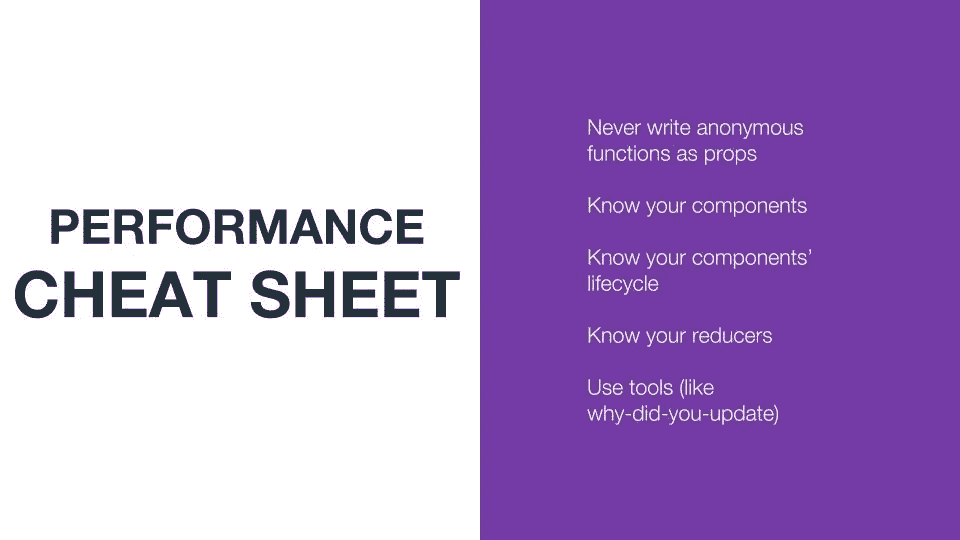 PERFORMANCE
CHEAT SHEET
Never write anonymous
functions as props
Know your components
Know your components’
lifecycle
Know your reducers
Use tools (like
why-did-you-update)